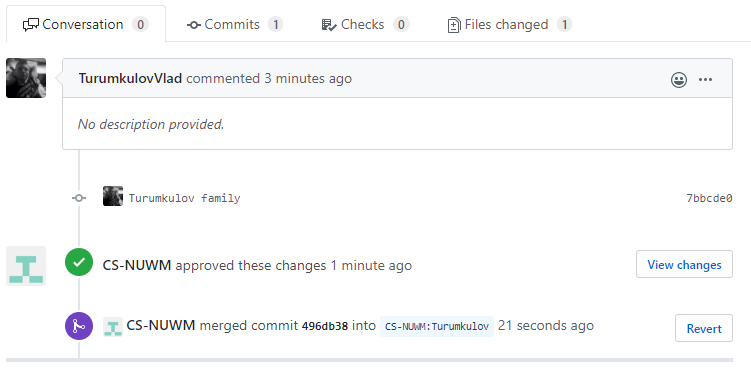 Conversation 0 Commits 1 Checks 0 Files changed 1
TurumkulovVlad commented 3 minutes ago
No description provided.
Turumkulov family 7bbcde0
CS-NUWM approved these changes 1 minute ago View changes
CS-NUWM merged commit 496db38 into CS-NUWM:Turumkulov 21 seconds ago Revert